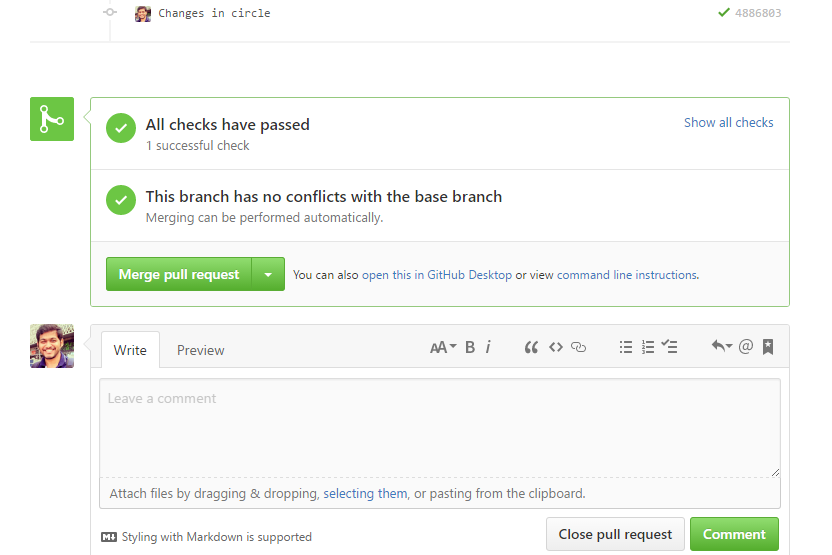 Changes in circle 4886803
All checks have passed Show all checks
1 successful check
This branch has no conflicts with the base branch
Merging can be performed automatically.
Merge pull request You can also open this in GitHub Desktop or view command line instructions.
Write Preview AA B i @
Leave a comment
Attach files by dragging & dropping, selecting them, or pasting from the clipboard.
Styling with Markdown is supported Close pull request Comment